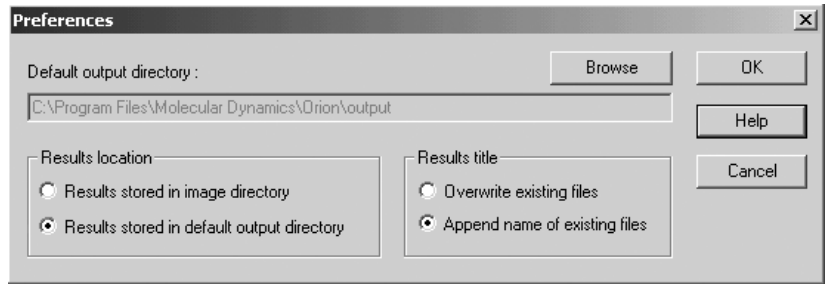 Preferences
Default output directory :
Browse
OK
C:\Program Files\Molecular Dynamics\Orion\output
Help
Results location
Results title
Cancel
Results stored in image directory
Overwrite existing files
Results stored in default output directory
Append name of existing files